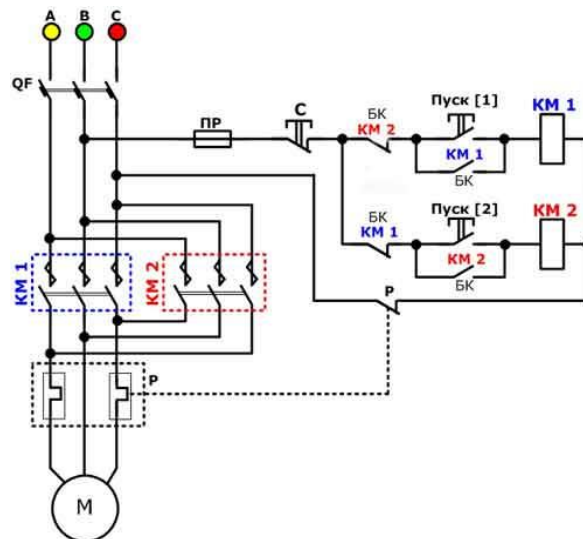 A B C
QF
ПР
C
БК
КМ 2
Пуск [1]
КМ 1
БК
КМ 1
БК
КМ 1
Пуск [2]
КМ 2
БК
КМ 2
КМ 1
КМ 2
Р
Р
М